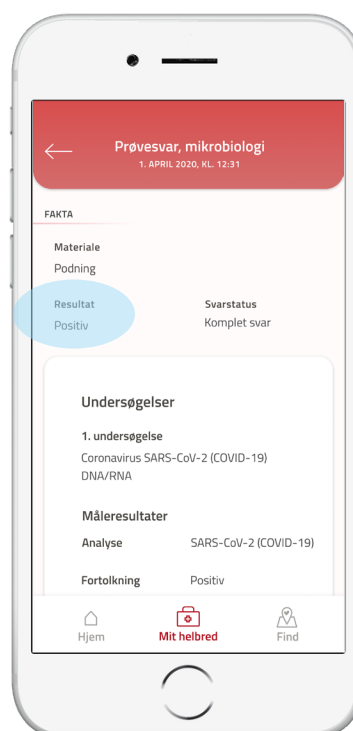 Prøvesvar, mikrobiologi
1. APRIL 2020, KL. 12:31
FAKTA
Materiale
Podning
Resultat
Positiv
Svarstatus
Komplet svar
Undersøgelser
1. undersøgelse
Coronavirus SARS-CoV-2 (COVID-19)
DNA/RNA
Måleresultater
Analyse SARS-CoV-2 (COVID-19)
Fortolkning Positiv
Hjem Mit helbred Find